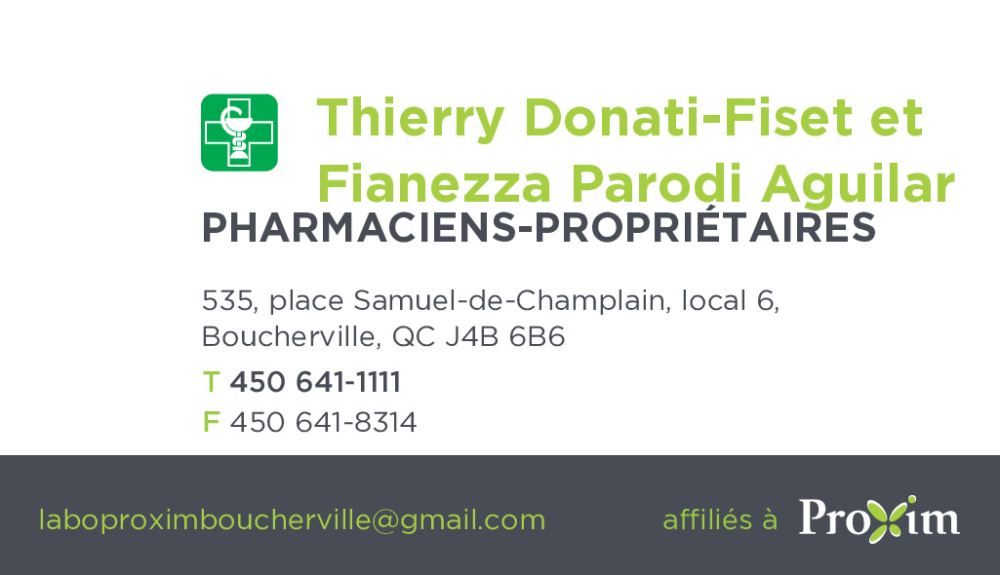 Thierry Donati-Fiset et
Fianezza Parodi Aguilar
PHARMACIENS-PROPRIÉTAIRES
535, place Samuel-de-Champlain, local 6,
Boucherville, QC J4B 6B6
T 450 641-1111
F 450 641-8314
laboproximboucherville@gmail.com
affiliés à Proxim